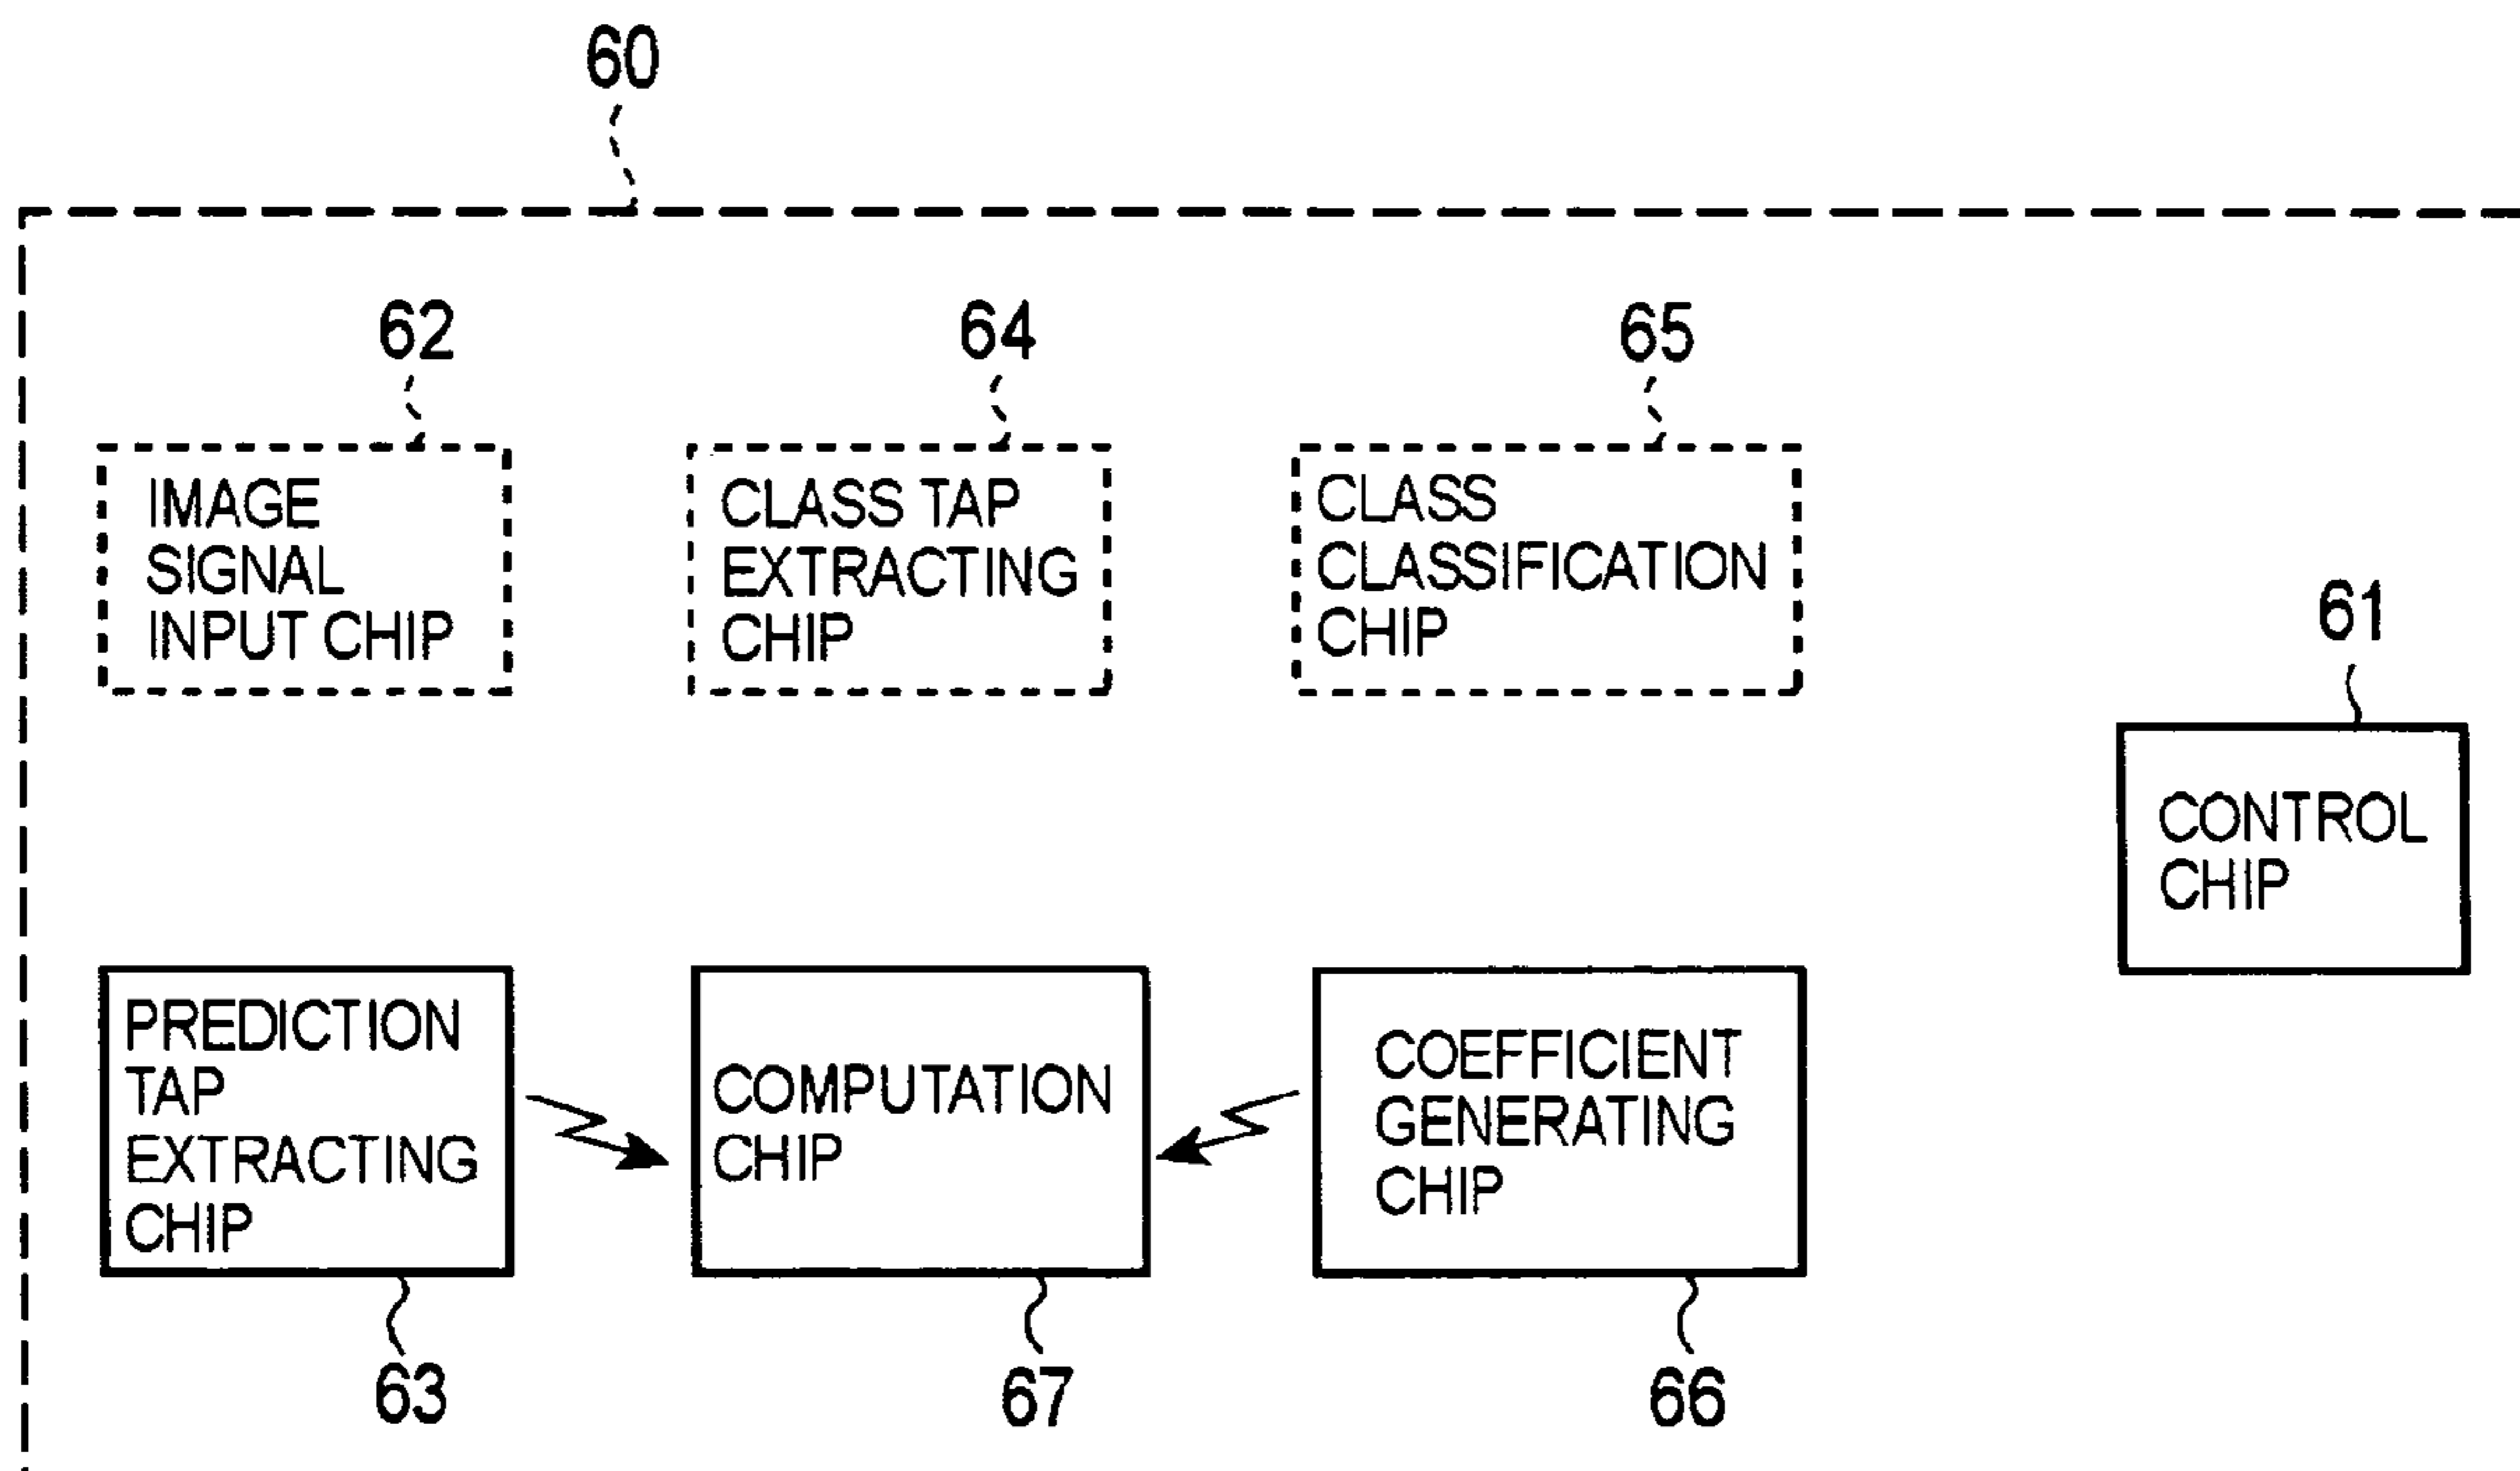 60
62
64
65
IMAGE
SIGNAL
INPUT CHIP
CLASS TAP
EXTRACTING
CHIP
CLASS
CLASSIFICATION
CHIP
61
CONTROL
CHIP
PREDICTION
TAP
EXTRACTING
CHIP
COMPUTATION
CHIP
COEFFICIENT
GENERATING
CHIP
63
67
66